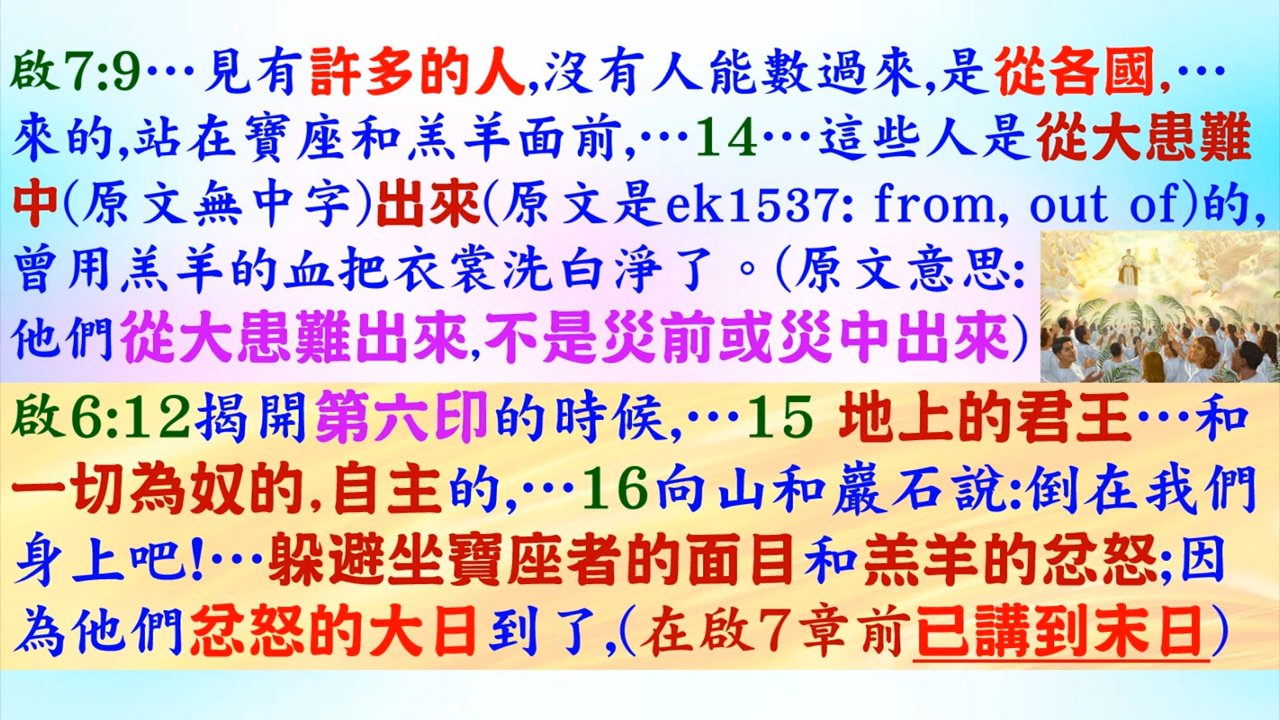 啟7:9…見有許多的人,沒有人能數過來,是從各國,…
來的,站在寶座和羔羊面前,…14…這些人是從大患難
中(原文無中字)出來(原文是ek1537: from, out of)的,
曾用羔羊的血把衣裳洗白淨了。(原文意思:
他們從大患難出來,不是災前或災中出來)
啟6:12揭開第六印的時候,…15 地上的君王…和
一切為奴的,自主的,…16向山和巖石說:倒在我們
身上吧!…躲避坐寶座者的面目和羔羊的忿怒;因
為他們忿怒的大日到了,(在啟7章前已講到末日)